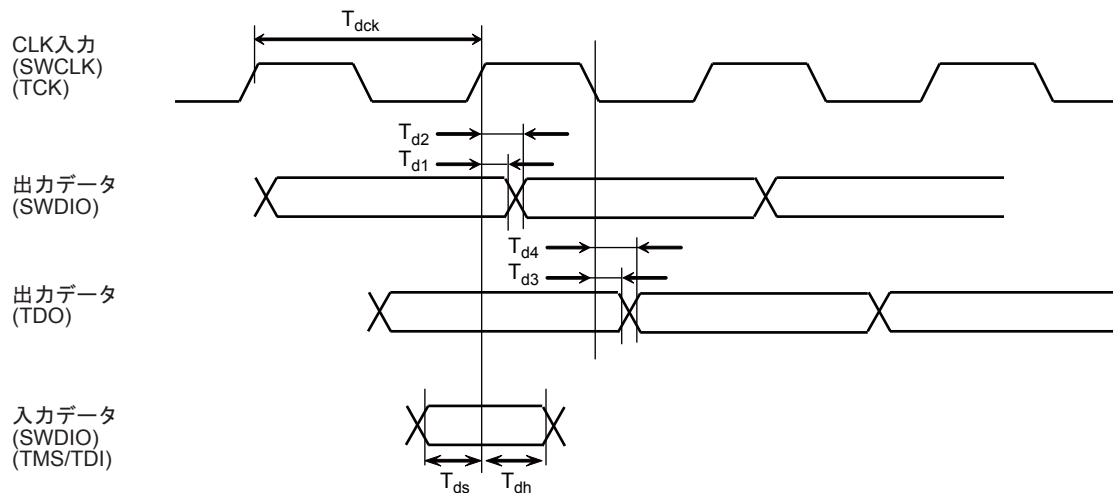 Tdck
CLK入力
(SWCLK)
(TCK)
Td2
Td1
出力データ
(SWDIO)
Td4
Td3
出力データ
(TDO)
入力データ
(SWDIO)
(TMS/TDI)
Tds
Tdh